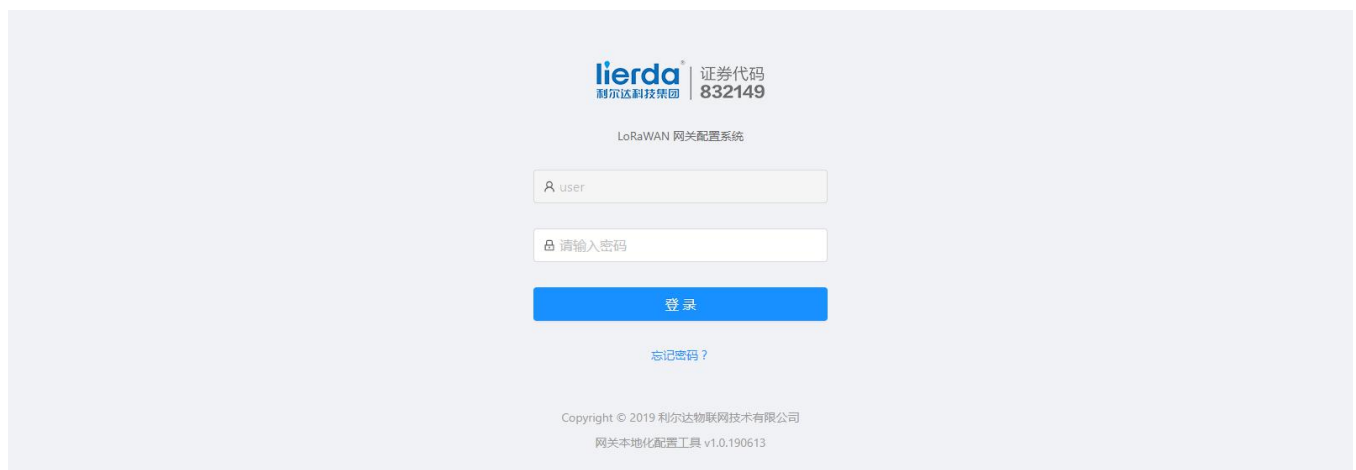 lierda®
利尔达科技集团
证券代码
832149
LoRaWAN 网关配置系统
user
请输入密码
登 录
忘记密码？
Copyright © 2019 利尔达物联网技术有限公司
网关本地化配置工具 v1.0.190613